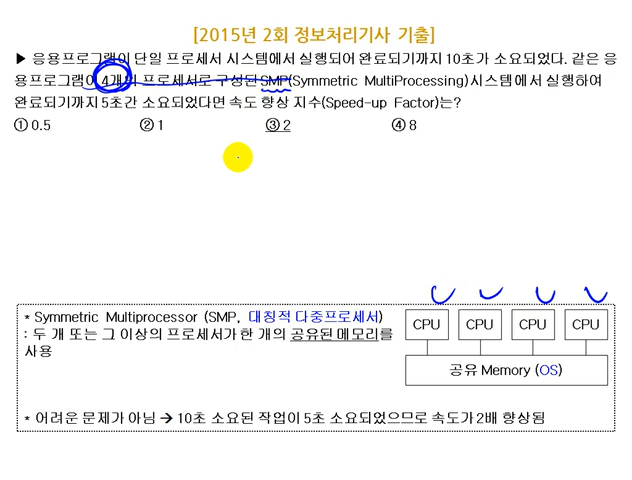 [2015년 2회 정보처리기사 기출]
▶ 응용프로그램이 단일 프로세서 시스템에서 실행되어 완료되기까지 10초가 소요되었다. 같은 응
용프로그램이 4개의 프로세서로 구성된 SMP(Symmetric MultiProcessing)시스템에서 실행하여
완료되기까지 5초간 소요되었다면 속도 향상 지수(Speed-up Factor)는?
① 0.5 ② 1 ③ 2 ④ 8
* Symmetric Multiprocessor (SMP, 대칭적 다중프로세서)
: 두 개 또는 그 이상의 프로세서가 한 개의 공유된 메모리를
사용
CPU CPU CPU CPU
공유 Memory (OS)
* 어려운 문제가 아님 → 10초 소요된 작업이 5초 소요되었으므로 속도가 2배 향상됨